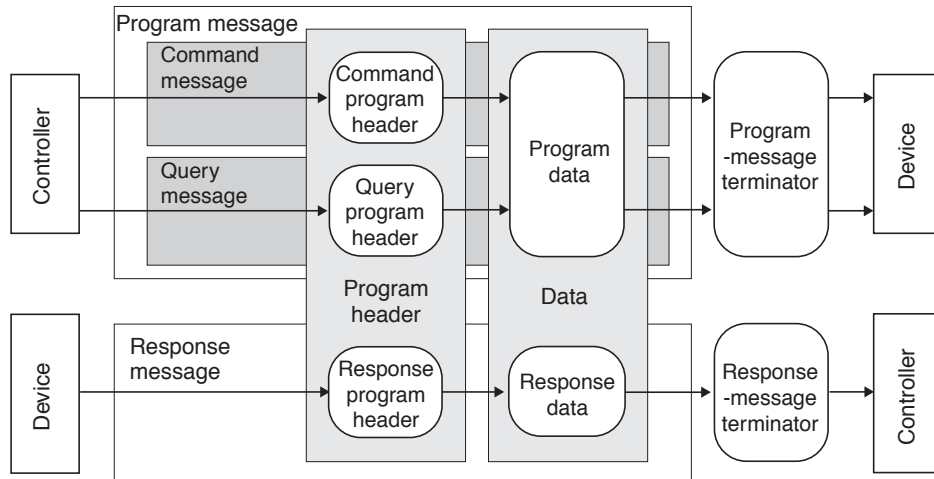 Program message
Command
message
Controller
Command
program
header
Program
data
Program
-message
terminator
Device
Query
message
Query
program
header
Program
header
Data
Device
Response
message
Response
program
header
Response
data
Response
-message
terminator
Controller